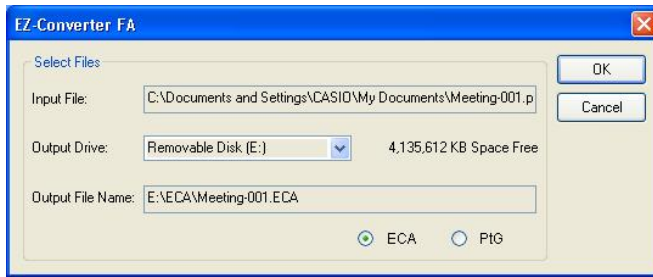 EZ-Converter FA
Select Files
OK
Input File: C:\Documents and Settings\CASIO\My Documents\Meeting-001.p
Cancel
Output Drive: Removable Disk (E:) 4,135,612 KB Space Free
Output File Name: E:\ECA\Meeting-001.ECA
ECA PtG